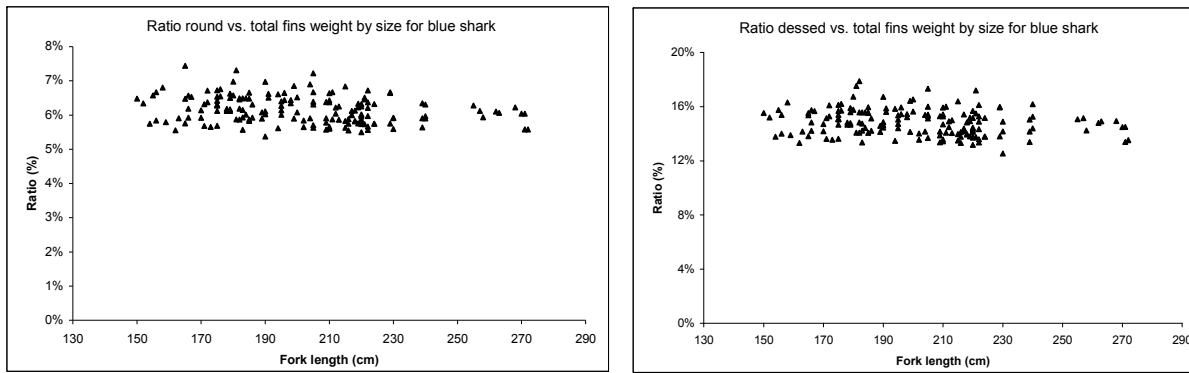 Ratio round vs. total fins weight by size for blue shark
8%
7%
6%
5%
4%
3%
2%
1%
0%
Ratio (%)
130 150 170 190 210 230 250 270 290
Fork length (cm)
Ratio dessed vs. total fins weight by size for blue shark
20%
16%
12%
8%
4%
0%
Ratio (%)
130 150 170 190 210 230 250 270 290
Fork length (cm)